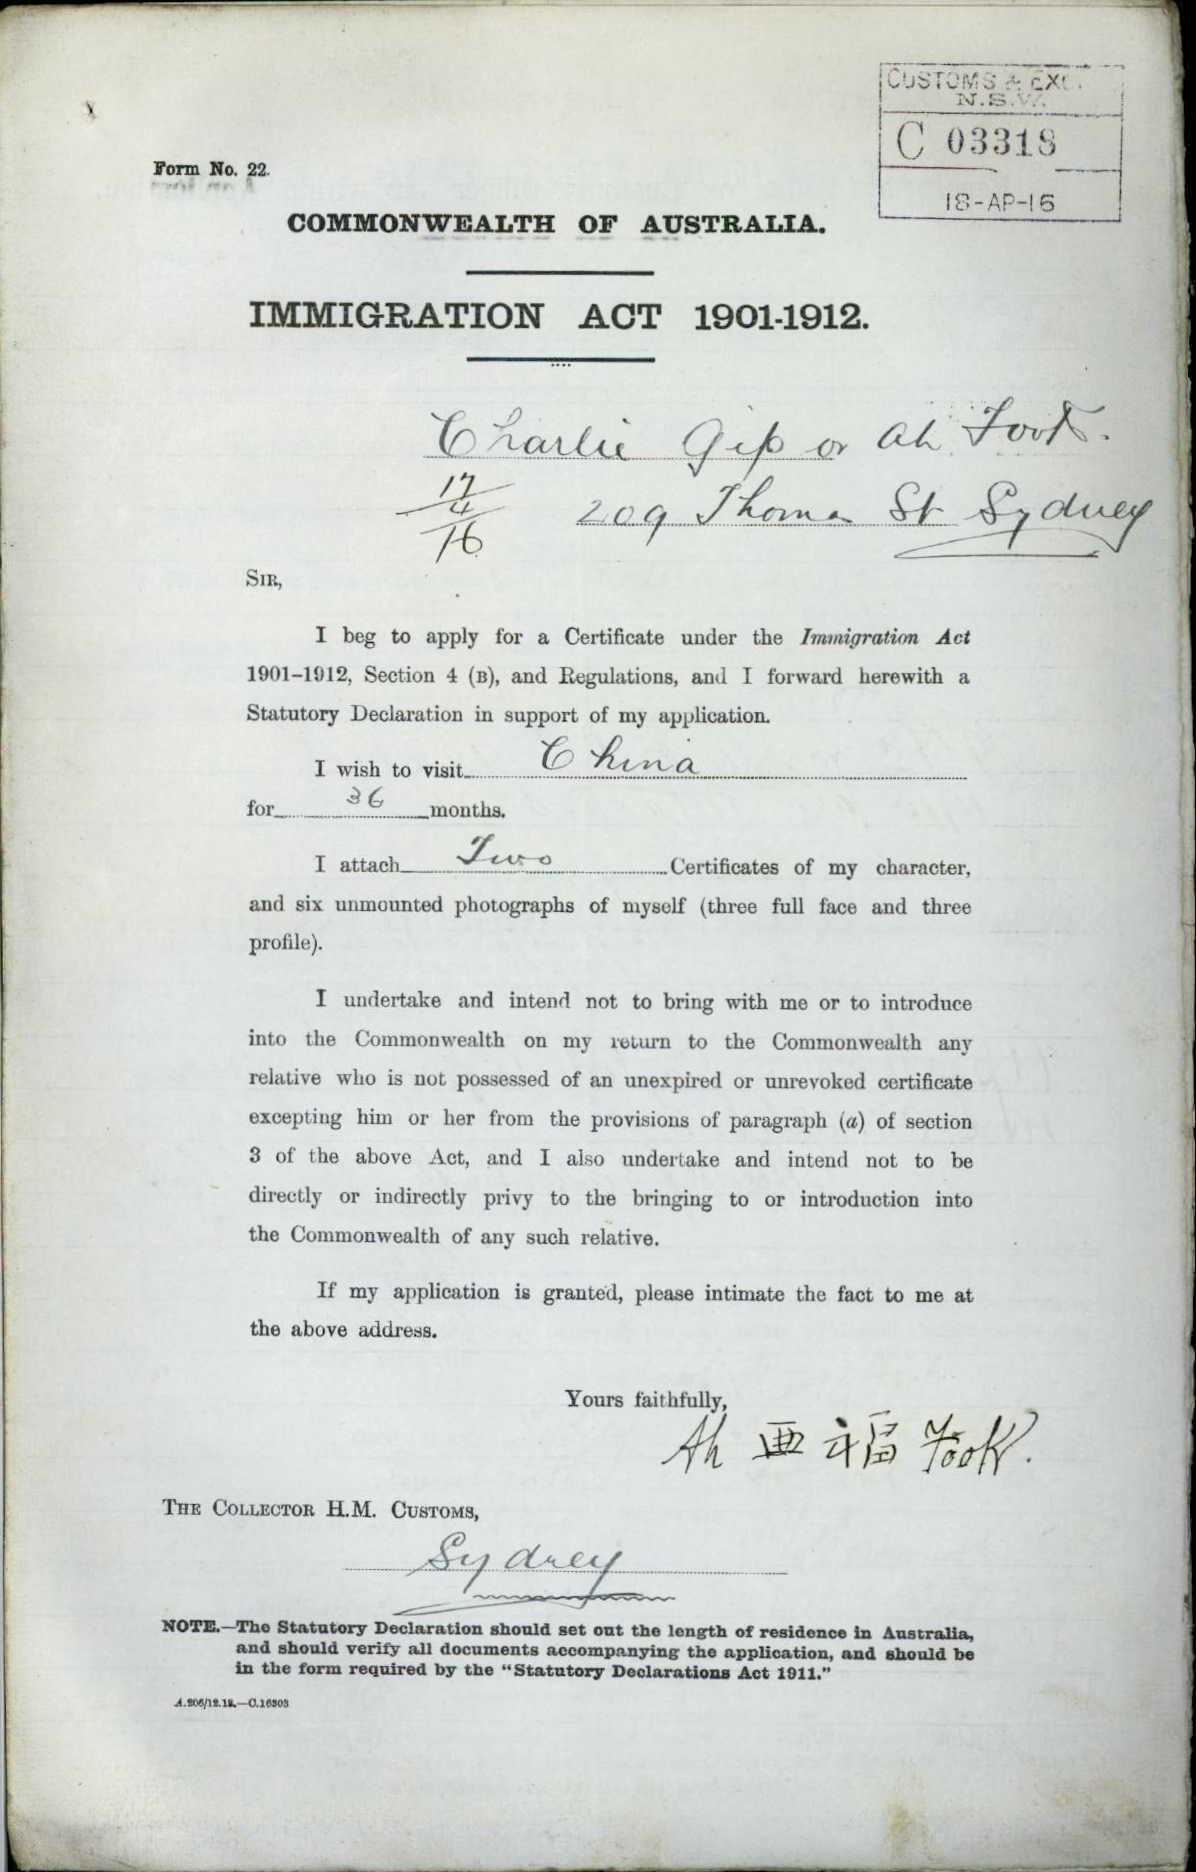 CUSTOMS & EXC.
N.S.W.
C 03318
18-AP-16
Form No. 22.
COMMONWEALTH OF AUSTRALIA.
IMMIGRATION ACT 1901-1912.
Charlie Gip or Ah Fook.
17/4/16
209 Thomas St Sydney
SIR,
I beg to apply for a Certificate under the Immigration Act
1901–1912, Section 4 (B), and Regulations, and I forward herewith a
Statutory Declaration in support of my application.
I wish to visit China
for 36 months.
I attach Two Certificates of my character,
and six unmounted photographs of myself (three full face and three
profile).
I undertake and intend not to bring with me or to introduce
into the Commonwealth on my return to the Commonwealth any
relative who is not possessed of an unexpired or unrevoked certificate
excepting him or her from the provisions of paragraph (a) of section
3 of the above Act, and I also undertake and intend not to be
directly or indirectly privy to the bringing to or introduction into
the Commonwealth of any such relative.
If my application is granted, please intimate the fact to me at
the above address.
Yours faithfully,
Ah 亜福 Fook.
THE COLLECTOR H.M. CUSTOMS,
Sydney
NOTE.—The Statutory Declaration should set out the length of residence in Australia,
and should verify all documents accompanying the application, and should be
in the form required by the "Statutory Declarations Act 1911."
A.206/12.12.—C.16303